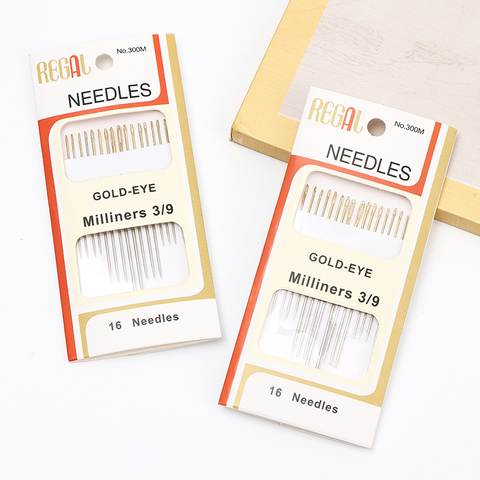 REGAL
No.300M
NEEDLES
GOLD-EYE
Milliners 3/9
16 Needles
REGAL
No.300M
NEEDLES
GOLD-EYE
Milliners 3/9
16 Needles